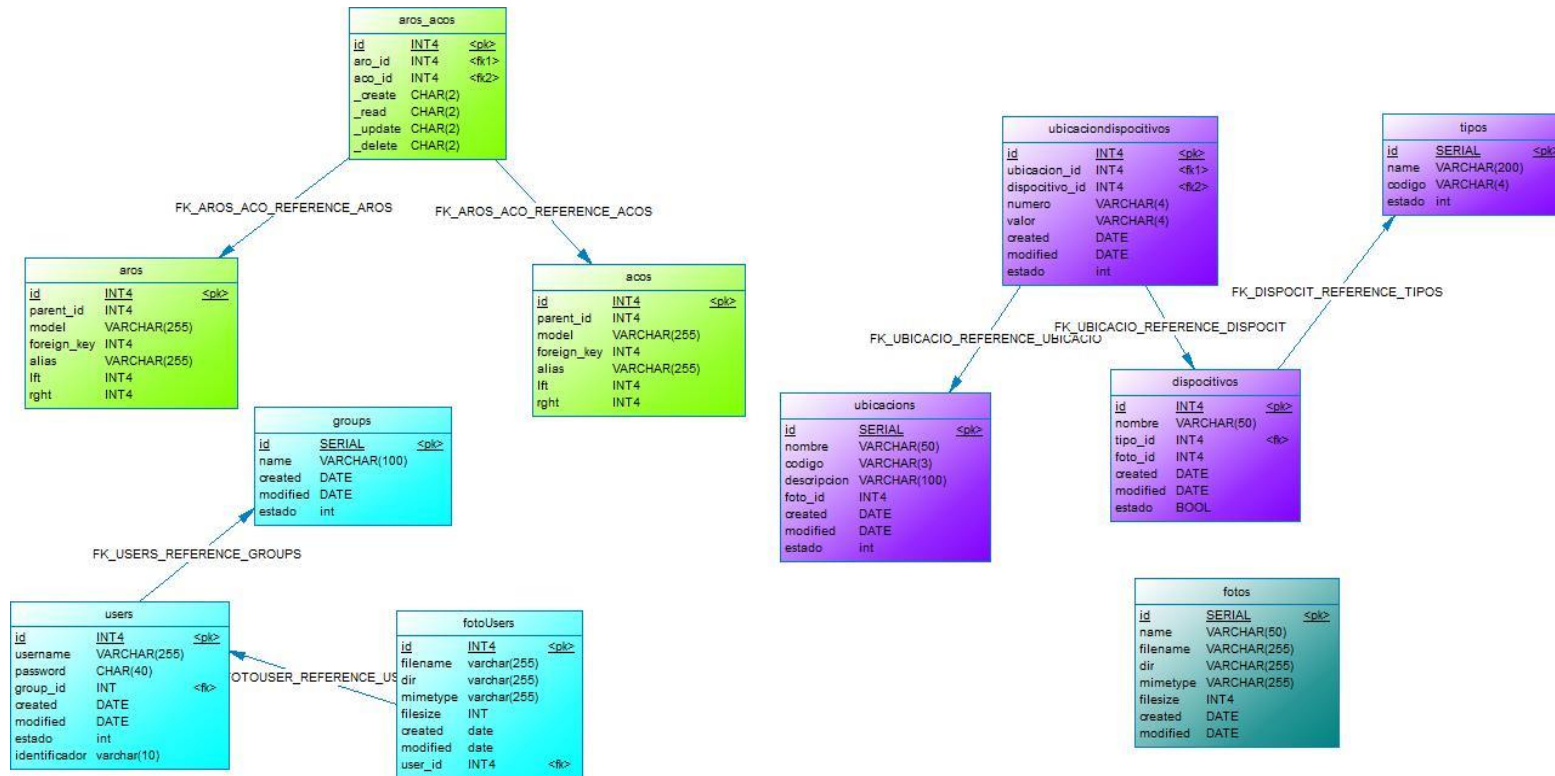 aros_acos
id INT4 <pk>
aro_id INT4 <fk1>
aco_id INT4 <fk2>
_create CHAR(2)
_read CHAR(2)
_update CHAR(2)
_delete CHAR(2)
FK_AROS_ACO_REFERENCE_AROS
FK_AROS_ACO_REFERENCE_ACOS
aros
id INT4 <pk>
parent_id INT4
model VARCHAR(255)
foreign_key INT4
alias VARCHAR(255)
lft INT4
rght INT4
acos
id INT4 <pk>
parent_id INT4
model VARCHAR(255)
foreign_key INT4
alias VARCHAR(255)
lft INT4
rght INT4
groups
id SERIAL <pk>
name VARCHAR(100)
created DATE
modified DATE
estado int
FK_USERS_REFERENCE_GROUPS
users
id INT4 <pk>
username VARCHAR(255)
password CHAR(40)
group_id INT <fk>
created DATE
modified DATE
estado int
identificador varchar(10)
OTOUSER_REFERENCE_US
fotoUsers
id INT4 <pk>
filename varchar(255)
dir varchar(255)
mimetype varchar(255)
filesize INT
created date
modified date
user_id INT4 <fk>
ubicaciondispositivos
id INT4 <pk>
ubicacion_id INT4 <fk1>
dispositivo_id INT4 <fk2>
numero VARCHAR(4)
valor VARCHAR(4)
created DATE
modified DATE
estado int
tipos
id SERIAL <pk>
name VARCHAR(200)
codigo VARCHAR(4)
estado int
FK_DISPOCIT_REFERENCE_TIPOS
FK_UBICACIO_REFERENCE_DISPOCIT
FK_UBICACIO_REFERENCE_UBICACIO
ubicacions
id SERIAL <pk>
nombre VARCHAR(50)
codigo VARCHAR(3)
descripcion VARCHAR(100)
foto_id INT4
created DATE
modified DATE
estado int
dispositivos
id INT4 <pk>
nombre VARCHAR(50)
tipo_id INT4 <fk>
foto_id INT4
created DATE
modified DATE
estado BOOL
fotos
id SERIAL <pk>
name VARCHAR(50)
filename VARCHAR(255)
dir VARCHAR(255)
mimetype VARCHAR(255)
filesize INT4
created DATE
modified DATE